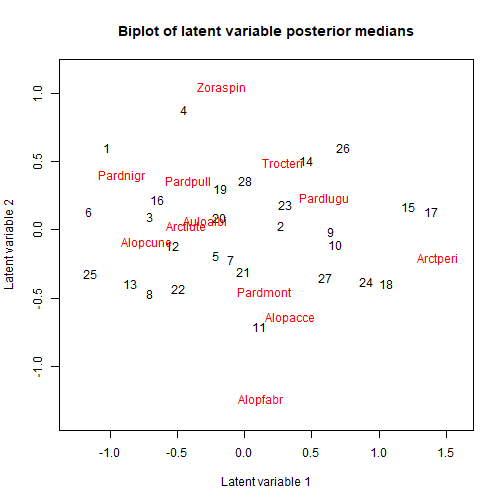 Biplot of latent variable posterior medians
Latent variable 2
1.0
0.5
0.0
-0.5
-1.0
Zoraspin
4
1
26
Trocteri 14
Pardnigr
Pardpull 28
19
16
Pardlugu
6
3
20
Auloalbi
23
15 17
Arctlute
2
9
Alopcune 12
10
5 7
Arctperi
25
21
13
8
22
27
24 18
Pardmont
Alopacce
11
Alopfabr
-1.0 -0.5 0.0 0.5 1.0 1.5
Latent variable 1